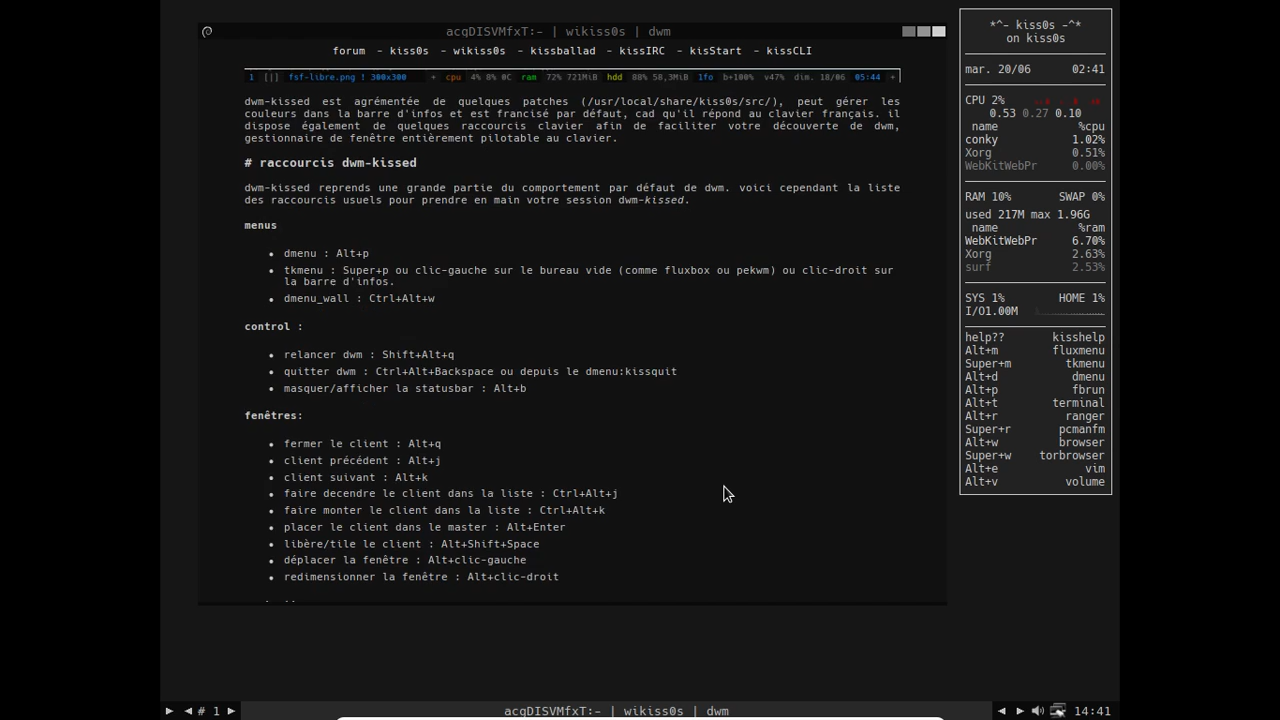 acqDISVMfxT:- | wikiss0s | dwm
forum - kiss0s - wikiss0s - kissballad - kissIRC - kisStart - kissCLI
1 [|] fsf-libre.png ! 300x300 + cpu 4% 8% 0C ram 72% 721MiB hdd 88% 58,3MiB lfo b+100% v47% dim. 18/06 05:44 +
dwm-kissed est agrémentée de quelques patches (/usr/local/share/kiss0s/src/), peut gérer les
couleurs dans la barre d'infos et est francisé par défaut, cad qu'il répond au clavier français. il
dispose également de quelques raccourcis clavier afin de faciliter votre découverte de dwm,
gestionnaire de fenêtre entièrement pilotable au clavier.
# raccourcis dwm-kissed
dwm-kissed reprends une grande partie du comportement par défaut de dwm. voici cependant la liste
des raccourcis usuels pour prendre en main votre session dwm-kissed.
menus
• dmenu : Alt+p
• tkmenu : Super+p ou clic-gauche sur le bureau vide (comme fluxbox ou pekwm) ou clic-droit sur
la barre d'infos.
• dmenu_wall : Ctrl+Alt+w
control :
• relancer dwm : Shift+Alt+q
• quitter dwm : Ctrl+Alt+Backspace ou depuis le dmenu:kissquit
• masquer/afficher la statusbar : Alt+b
fenêtres:
• fermer le client : Alt+q
• client précédent : Alt+j
• client suivant : Alt+k
• faire decendre le client dans la liste : Ctrl+Alt+j
• faire monter le client dans la liste : Ctrl+Alt+k
• placer le client dans le master : Alt+Enter
• libère/tile le client : Alt+Shift+Space
• déplacer la fenêtre : Alt+clic-gauche
• redimensionner la fenêtre : Alt+clic-droit
*^- kiss0s -^*
on kiss0s
mar. 20/06 02:41
CPU 2%
0.53 0.27 0.10
name %cpu
conky 1.02%
Xorg 0.51%
WebKitWebPr 0.00%
RAM 10% SWAP 0%
used 217M max 1.96G
name %ram
WebKitWebPr 6.70%
Xorg 2.63%
surf 2.53%
SYS 1% HOME 1%
I/O1.00M
help?? kisshelp
Alt+m fluxmenu
Super+m tkmenu
Alt+d dmenu
Alt+p fbrun
Alt+t terminal
Alt+r ranger
Super+r pcmanfm
Alt+w browser
Super+w torbrowser
Alt+e vim
Alt+v volume
# 1 acqDISVMfxT:- | wikiss0s | dwm 14:41